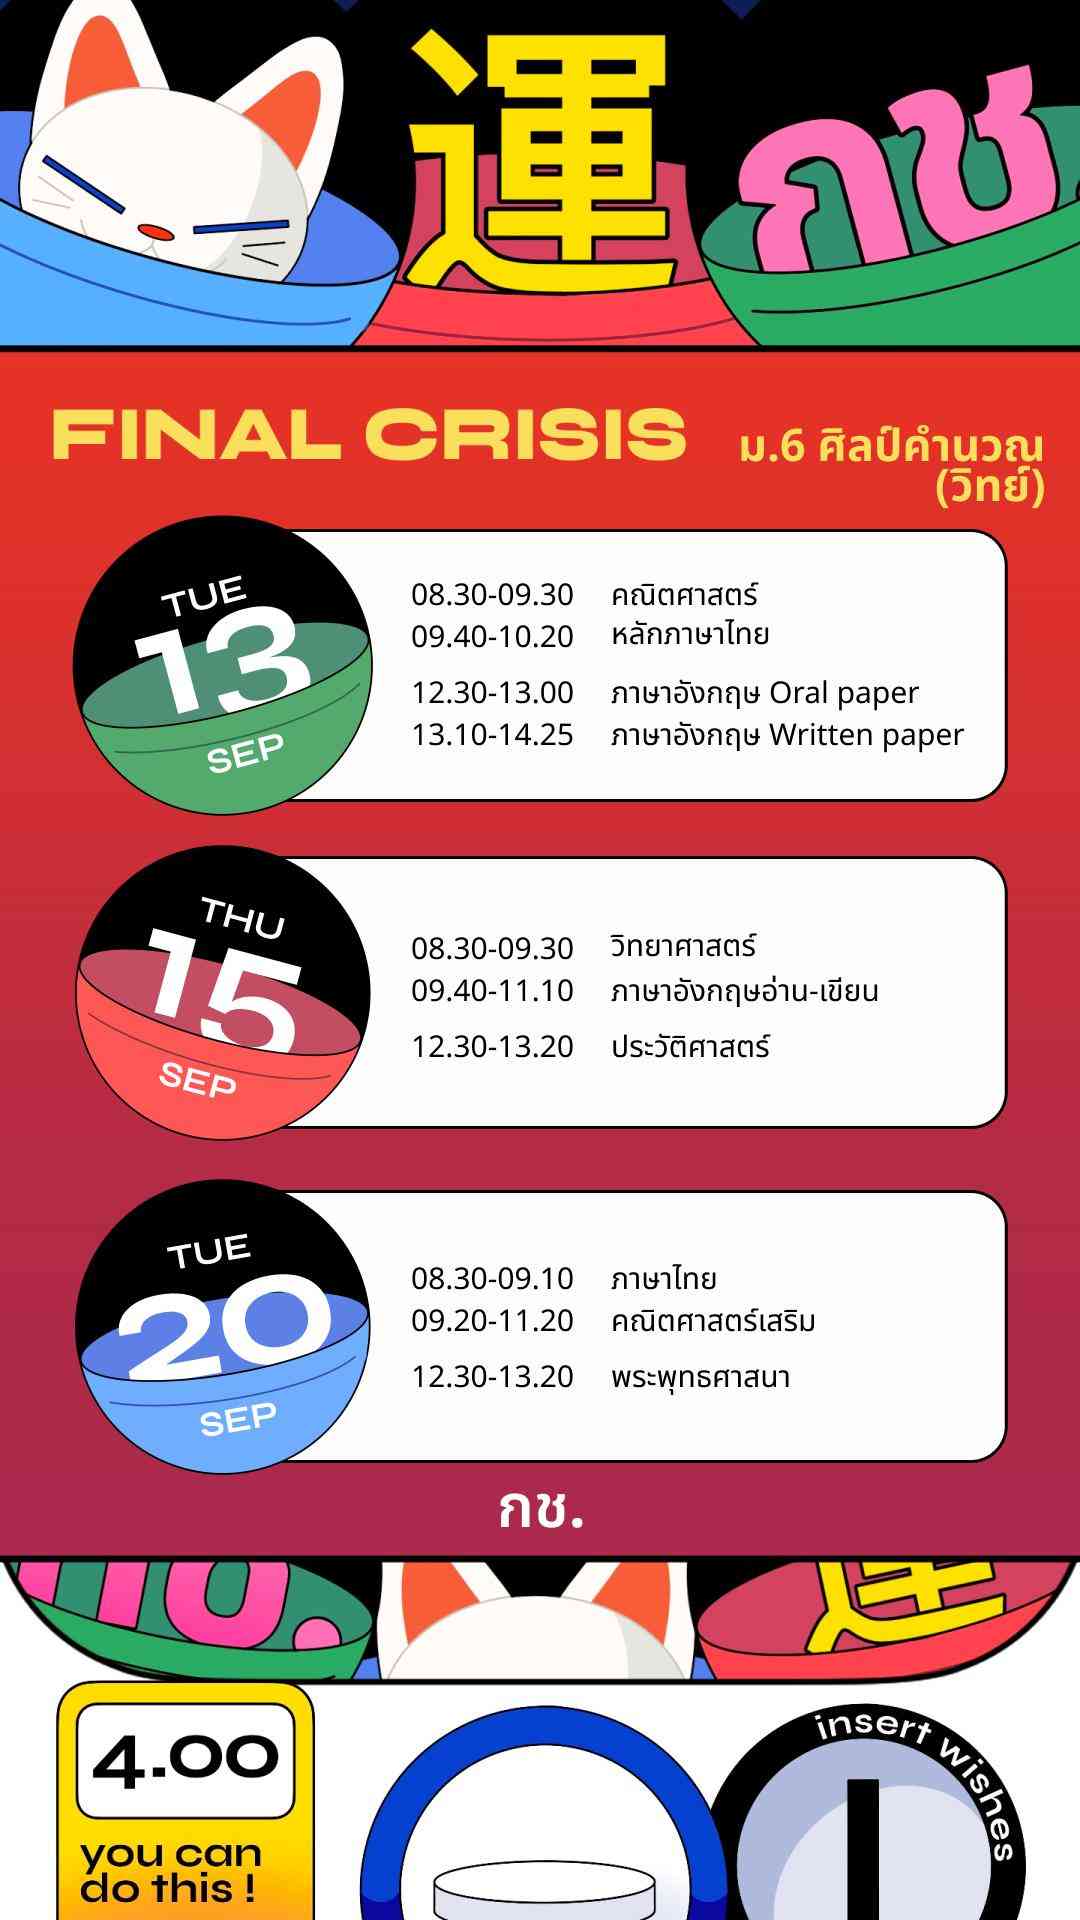 運
กช
FINAL CRISIS
ม.6 ศิลป์คำนวณ
(วิทย์)
TUE
13
SEP
08.30-09.30 คณิตศาสตร์
09.40-10.20 หลักภาษาไทย
12.30-13.00 ภาษาอังกฤษ Oral paper
13.10-14.25 ภาษาอังกฤษ Written paper
THU
15
SEP
08.30-09.30 วิทยาศาสตร์
09.40-11.10 ภาษาอังกฤษอ่าน-เขียน
12.30-13.20 ประวัติศาสตร์
TUE
20
SEP
08.30-09.10 ภาษาไทย
09.20-11.20 คณิตศาสตร์เสริม
12.30-13.20 พระพุทธศาสนา
กช.
กช.
運
4.00
you can
do this !
insert wishes